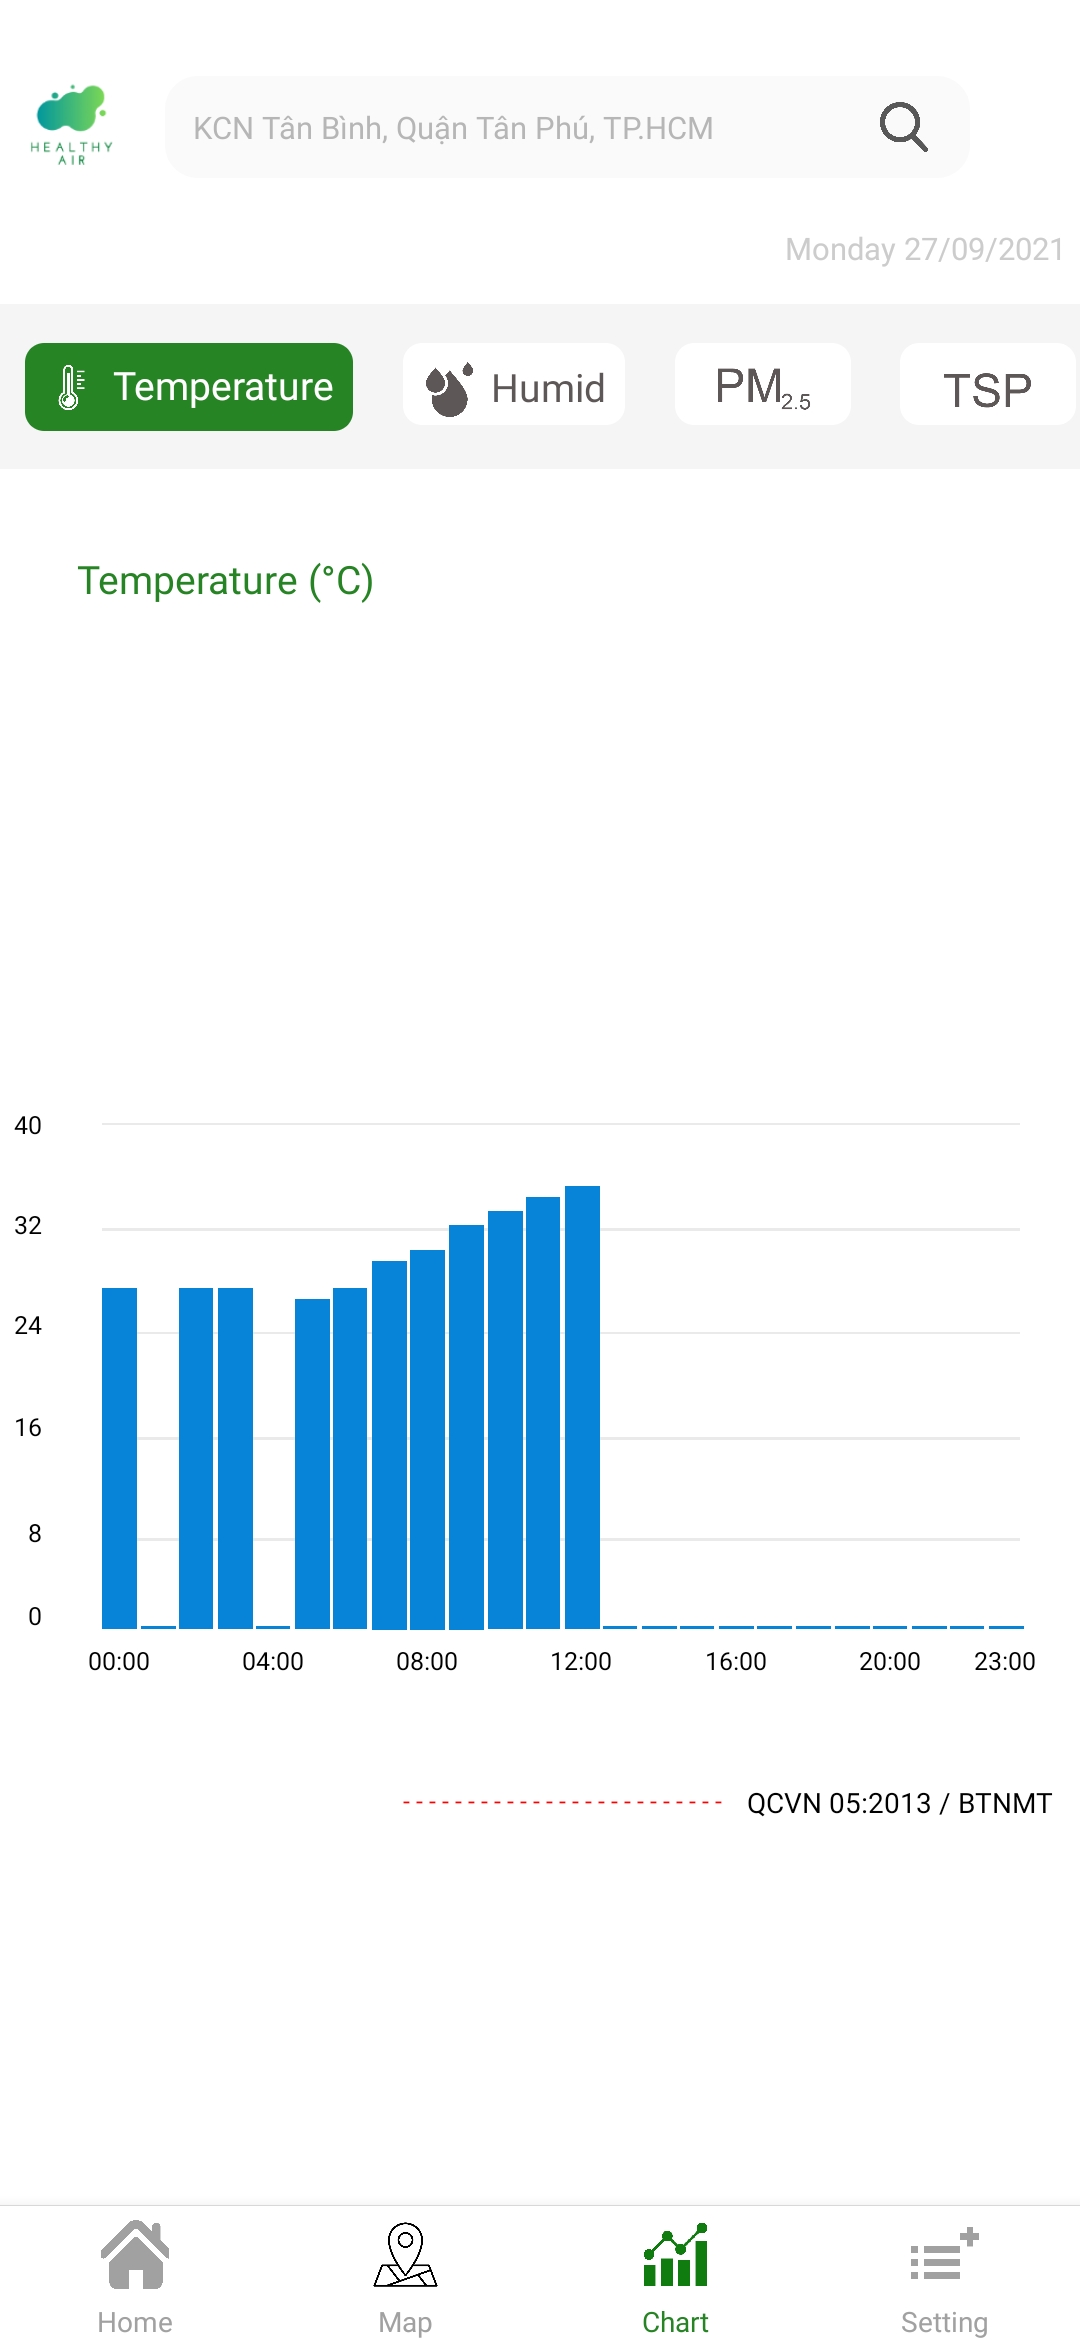 HEALTHY
AIR
KCN Tân Bình, Quận Tân Phú, TP.HCM
Monday 27/09/2021
Temperature
Humid
PM2.5
TSP
Temperature (°C)
40
32
24
16
8
0
00:00 04:00 08:00 12:00 16:00 20:00 23:00
QCVN 05:2013 / BTNMT
Home
Map
Chart
Setting